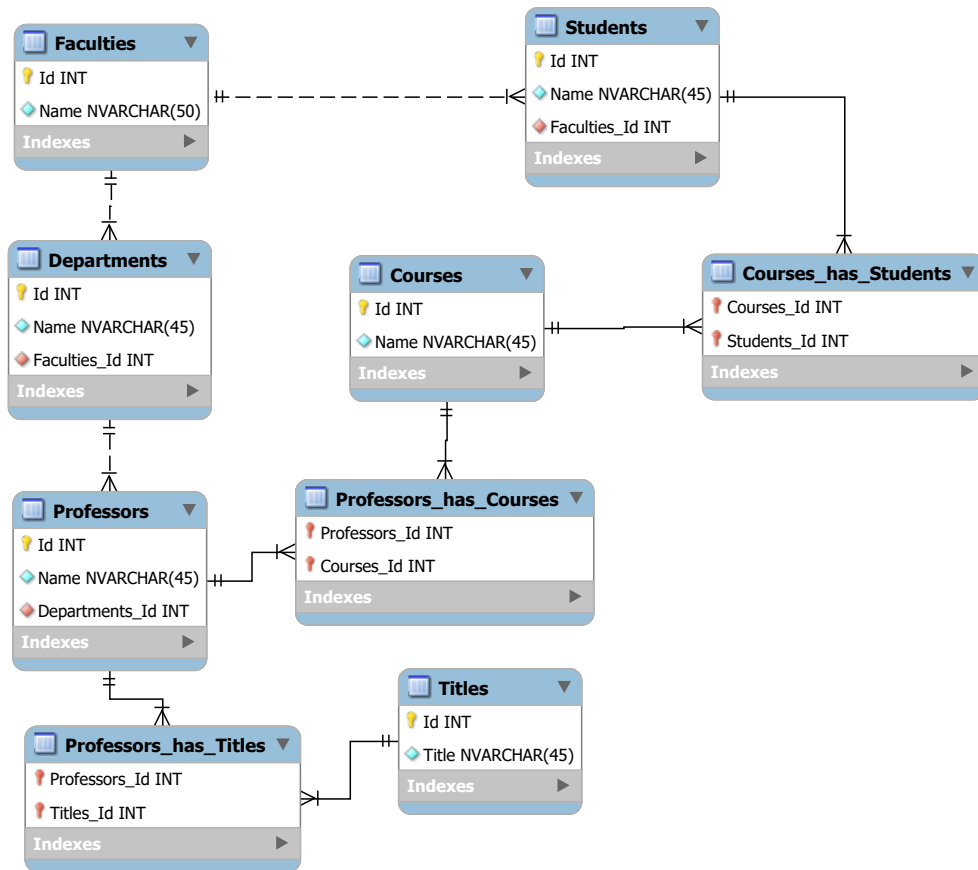 Faculties
Id INT
Name NVARCHAR(50)
Indexes
Students
Id INT
Name NVARCHAR(45)
Faculties_Id INT
Indexes
Departments
Id INT
Name NVARCHAR(45)
Faculties_Id INT
Indexes
Courses
Id INT
Name NVARCHAR(45)
Indexes
Courses_has_Students
Courses_Id INT
Students_Id INT
Indexes
Professors
Id INT
Name NVARCHAR(45)
Departments_Id INT
Indexes
Professors_has_Courses
Professors_Id INT
Courses_Id INT
Indexes
Professors_has_Titles
Professors_Id INT
Titles_Id INT
Indexes
Titles
Id INT
Title NVARCHAR(45)
Indexes